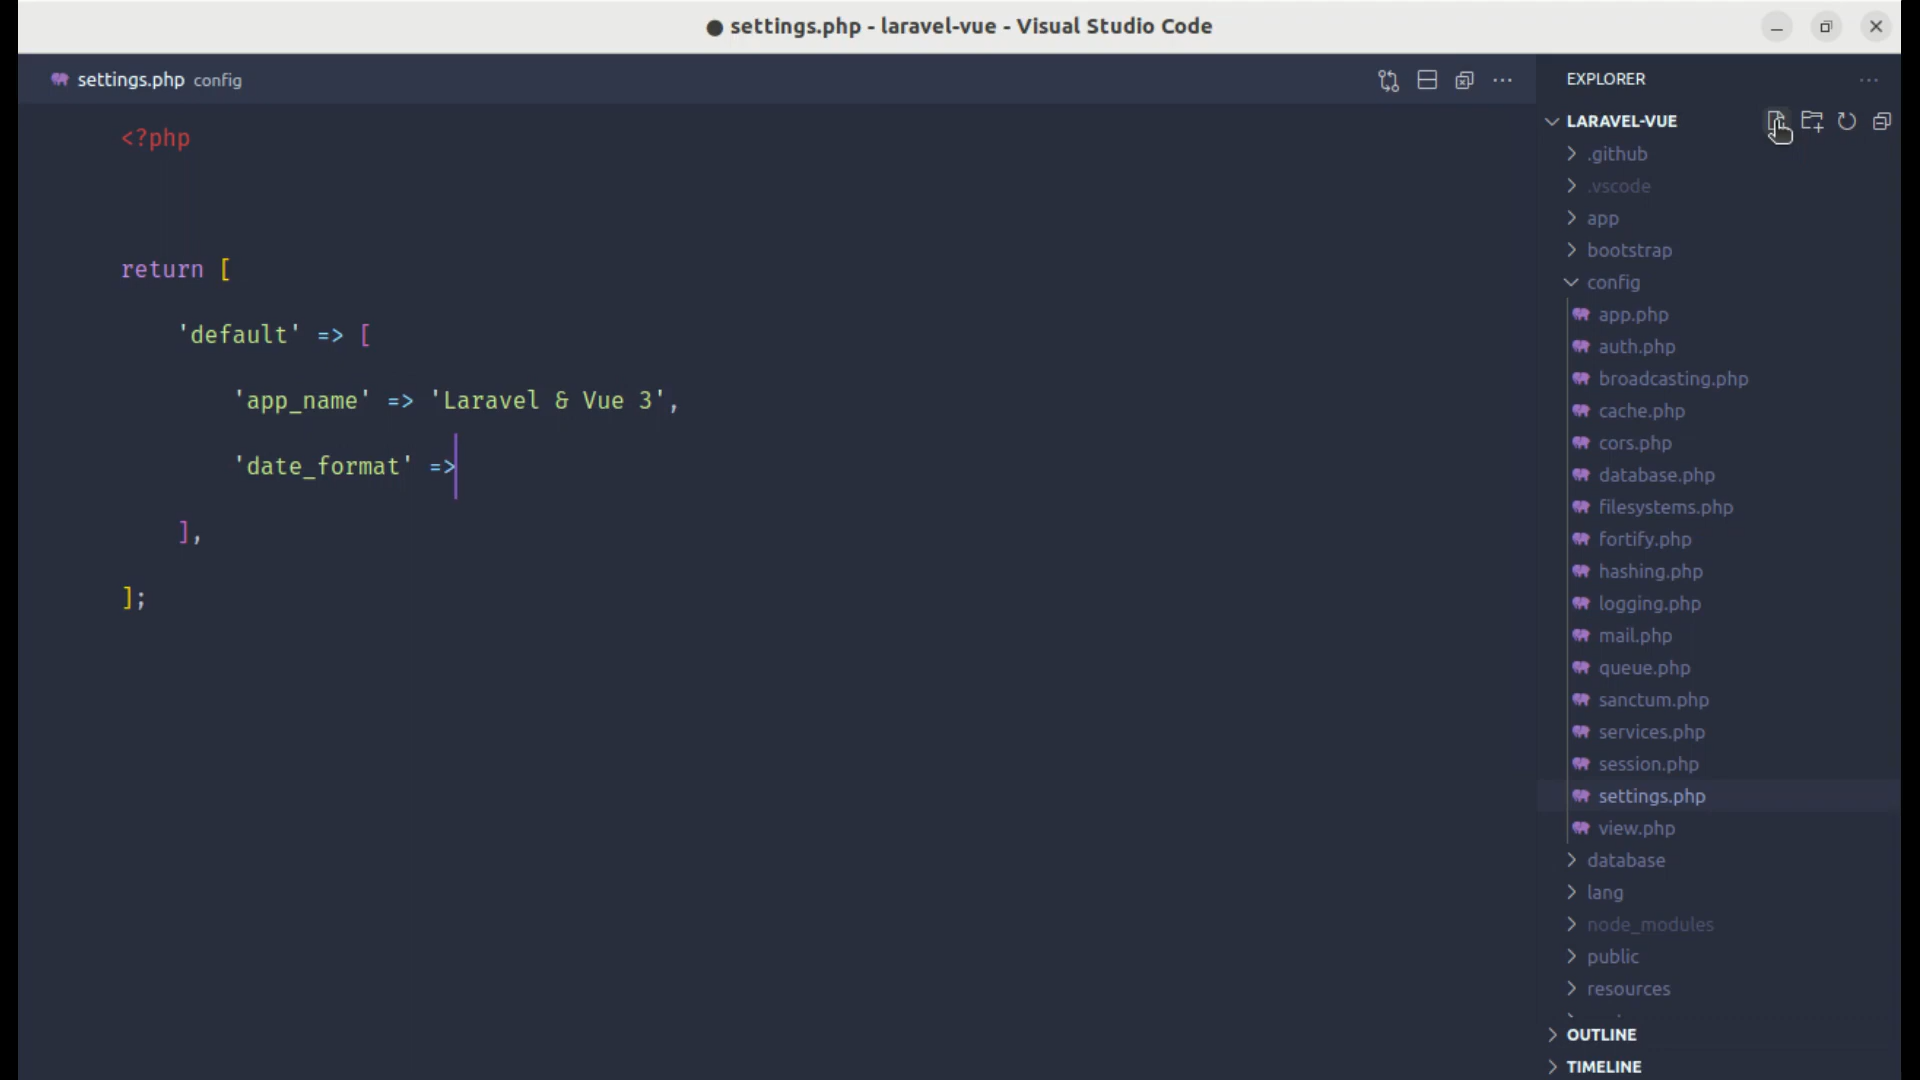 ● settings.php - laravel-vue - Visual Studio Code
settings.php config
<?php
return [
'default' => [
'app_name' => 'Laravel & Vue 3',
'date_format' =>
],
];
EXPLORER
LARAVEL-VUE
.github
.vscode
app
bootstrap
config
app.php
auth.php
broadcasting.php
cache.php
cors.php
database.php
filesystems.php
fortify.php
hashing.php
logging.php
mail.php
queue.php
sanctum.php
services.php
session.php
settings.php
view.php
database
lang
node_modules
public
resources
OUTLINE
TIMELINE